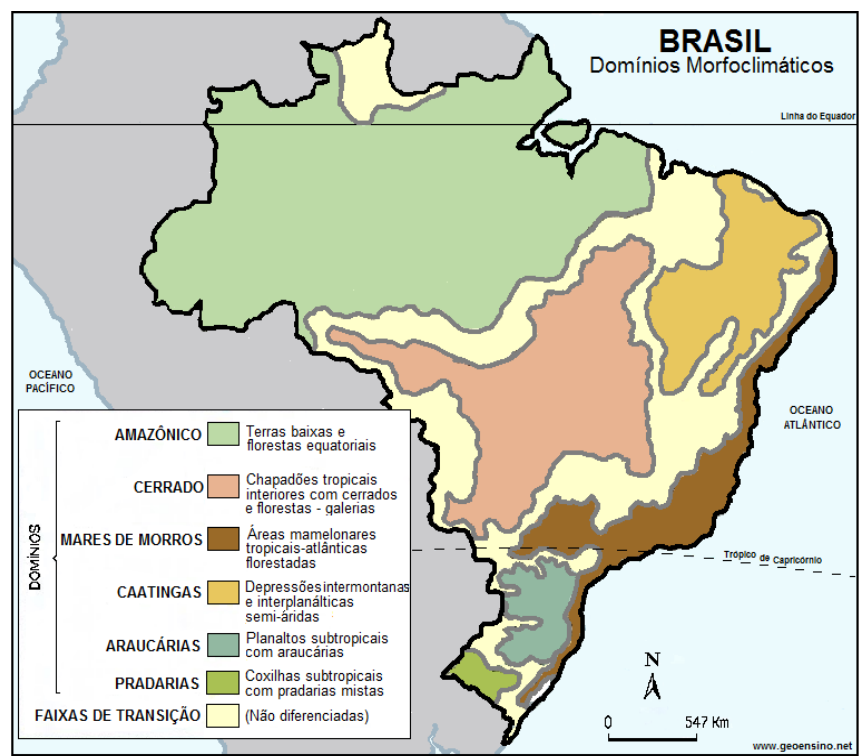 BRASIL
Domínios Morfoclimáticos
Linha do Equador
OCEANO
PACÍFICO
OCEANO
ATLÂNTICO
Trópico de Capricórnio
DOMÍNIOS
AMAZÔNICO
Terras baixas e
florestas equatoriais
CERRADO
Chapadões tropicais
interiores com cerrados
e florestas - galerias
MARES DE MORROS
Áreas mamelonares
tropicais-atlânticas
florestadas
CAATINGAS
Depressões intermontanas
e interplanálticas
semi-áridas
ARAUCÁRIAS
Planaltos subtropicais
com araucárias
PRADARIAS
Coxilhas subtropicais
com pradarias mistas
FAIXAS DE TRANSIÇÃO
(Não diferenciadas)
N
0 547 Km
www.geoensino.net